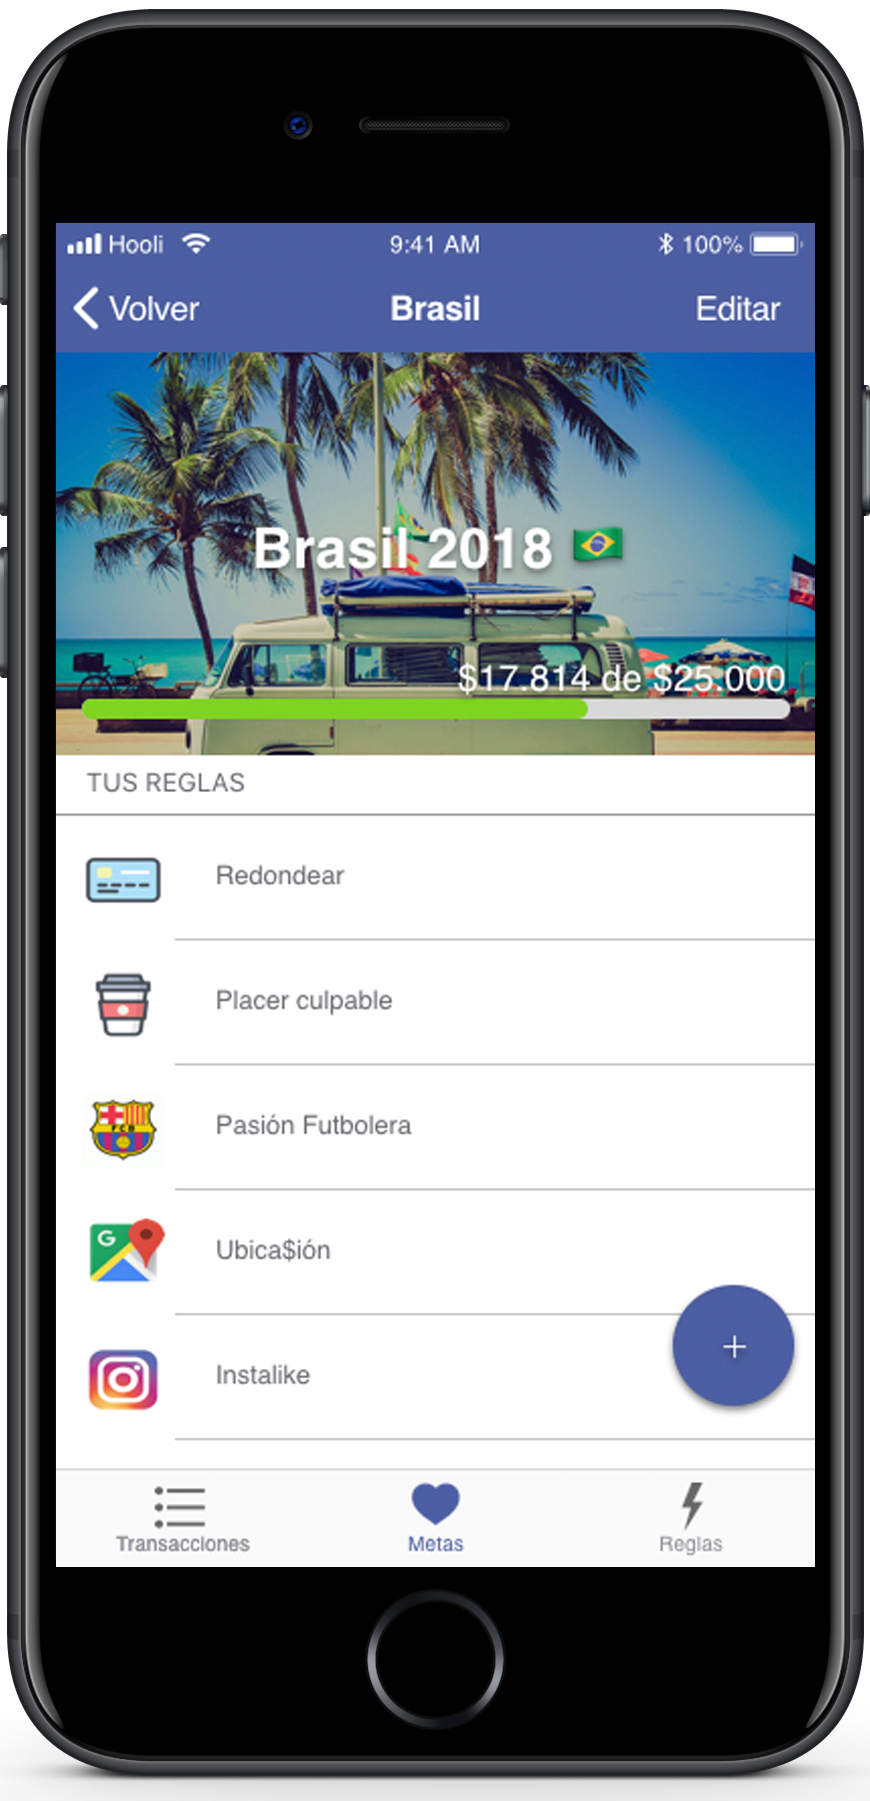 Hooli 9:41 AM 100%
Volver Brasil Editar
Brasil 2018
$17.814 de $25.000
TUS REGLAS
Redondear
Placer culpable
FCB
Pasión Futbolera
G
Ubica$ión
Instalike
+
Transacciones Metas Reglas